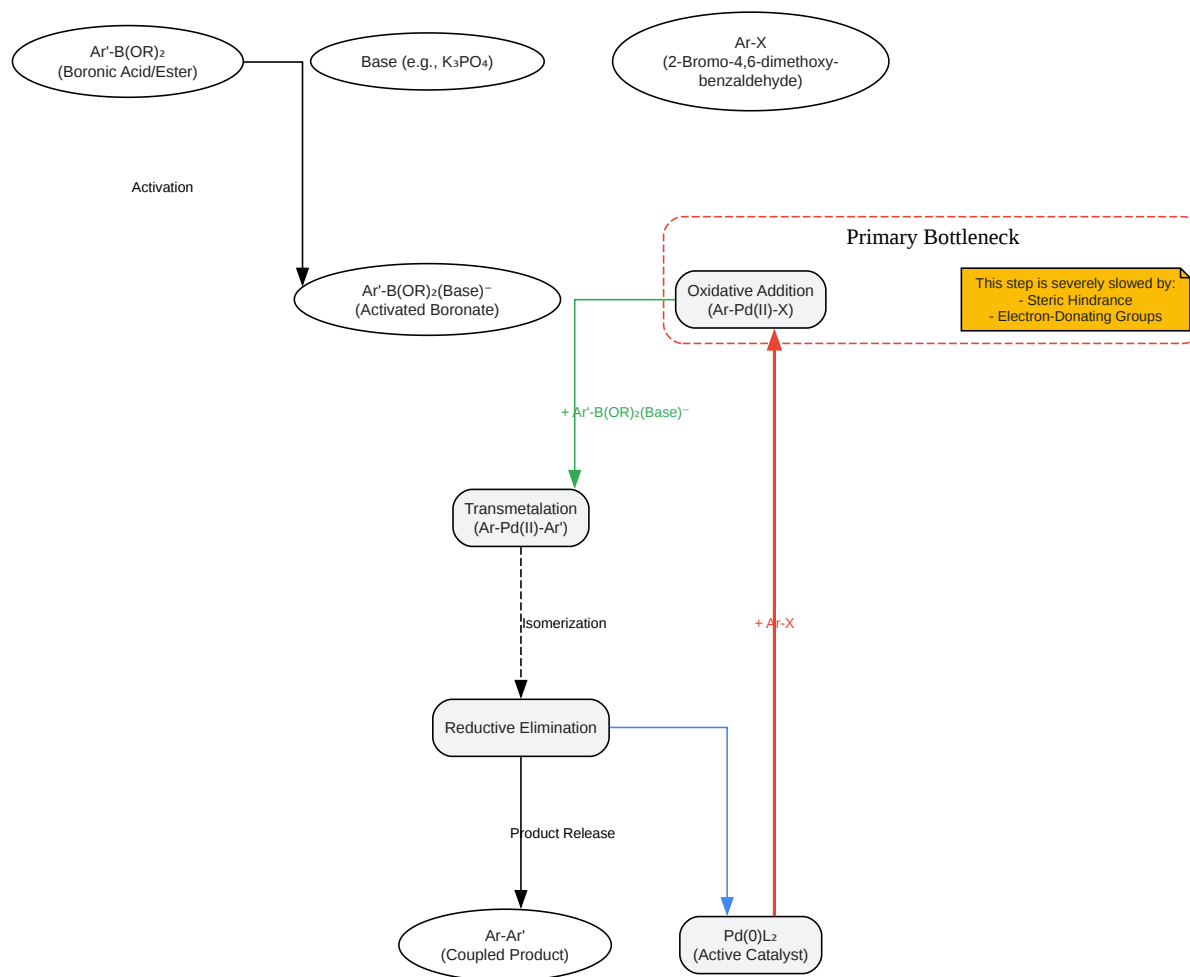 Ar'-B(OR)₂
(Boronic Acid/Ester)
Base (e.g., K₃PO₄)
Ar-X
(2-Bromo-4,6-dimethoxy-
benzaldehyde)
Activation
Primary Bottleneck
Ar'-B(OR)₂(Base)⁻
(Activated Boronate)
Oxidative Addition
(Ar-Pd(II)-X)
This step is severely slowed by:
- Steric Hindrance
- Electron-Donating Groups
+ Ar'-B(OR)₂(Base)⁻
Transmetalation
(Ar-Pd(II)-Ar')
Isomerization
+ Ar-X
Reductive Elimination
Product Release
Ar-Ar'
(Coupled Product)
Pd(0)L₂
(Active Catalyst)